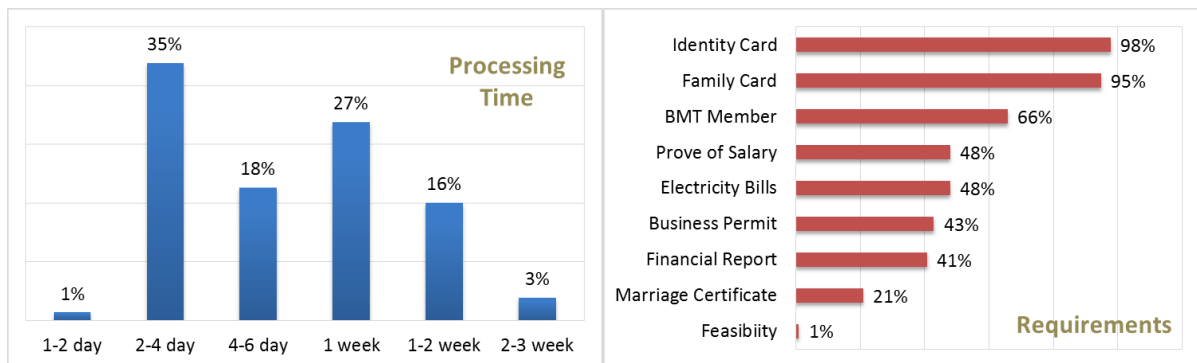 Processing
Time
35%
27%
18%
16%
3%
1%
1-2 day
2-4 day
4-6 day
1 week
1-2 week
2-3 week
Identity Card 98%
Family Card 95%
BMT Member 66%
Prove of Salary 48%
Electricity Bills 48%
Business Permit 43%
Financial Report 41%
Marriage Certificate 21%
Feasibiity 1%
Requirements